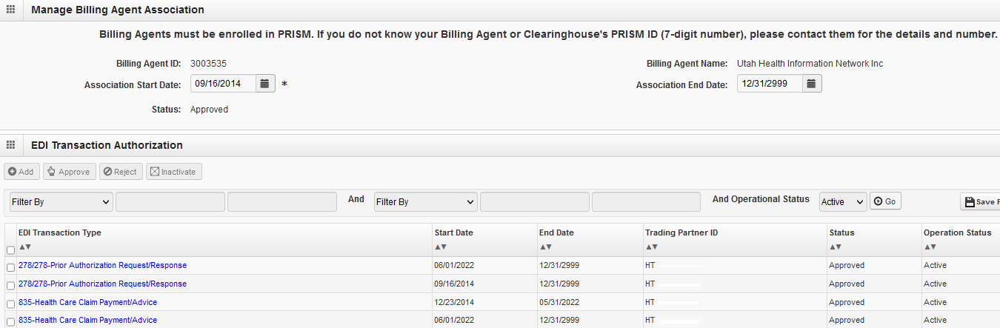 Manage Billing Agent Association
Billing Agents must be enrolled in PRISM. If you do not know your Billing Agent or Clearinghouse's PRISM ID (7-digit number), please contact them for the details and number.
Billing Agent ID: 3003535 Billing Agent Name: Utah Health Information Network Inc
Association Start Date: 09/16/2014 * Association End Date: 12/31/2999
Status: Approved
EDI Transaction Authorization
Add Approve Reject Inactivate
Filter By And Filter By And Operational Status Active Go Save F
EDI Transaction Type Start Date End Date Trading Partner ID Status Operation Status
278/278-Prior Authorization Request/Response 06/01/2022 12/31/2999 HT Approved Active
278/278-Prior Authorization Request/Response 09/16/2014 12/31/2999 HT Approved Active
835-Health Care Claim Payment/Advice 12/23/2014 05/31/2022 HT Approved Active
835-Health Care Claim Payment/Advice 06/01/2022 12/31/2999 HT Approved Active